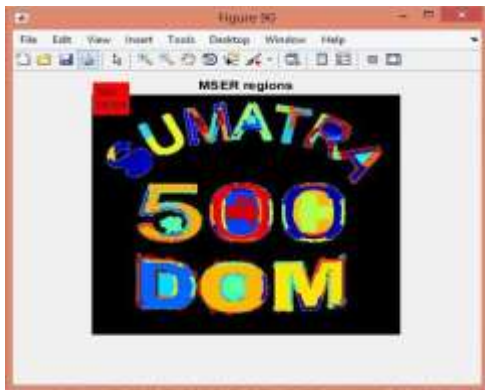 Figure 90
File Edit View Insert Tools Desktop Window Help
MSER regions
SUMATRA
500
DOM